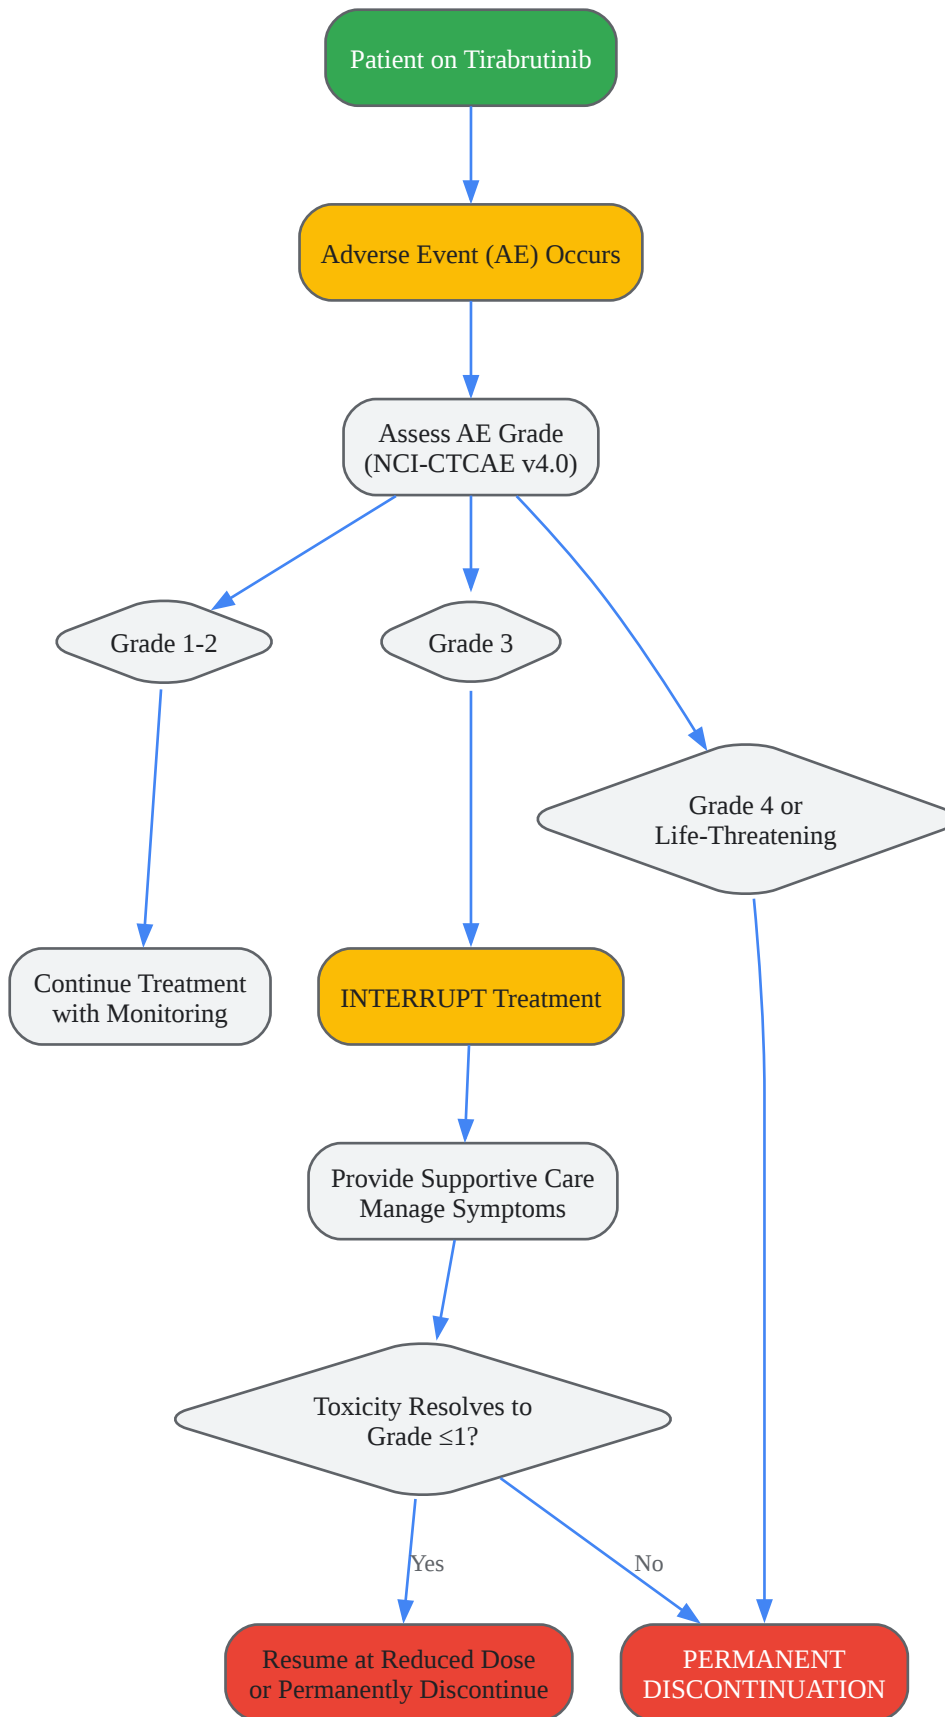 Patient on Tirabrutinib
Adverse Event (AE) Occurs
Assess AE Grade
(NCI-CTCAE v4.0)
Grade 1-2
Grade 3
Grade 4 or
Life-Threatening
Continue Treatment
with Monitoring
INTERRUPT Treatment
Provide Supportive Care
Manage Symptoms
Toxicity Resolves to
Grade ≤1?
Yes
No
Resume at Reduced Dose
or Permanently Discontinue
PERMANENT
DISCONTINUATION